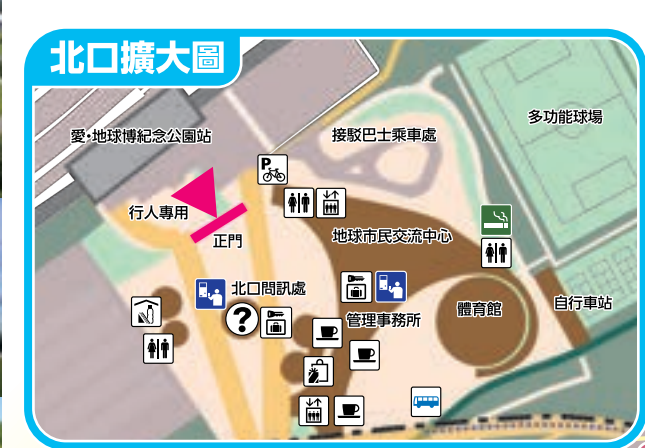 北口擴大圖
多功能球場
愛·地球博紀念公園站
接駁巴士乘車處
P
行人專用
正門
地球市民交流中心
北口問訊處
?
管理事務所
體育館
自行車站